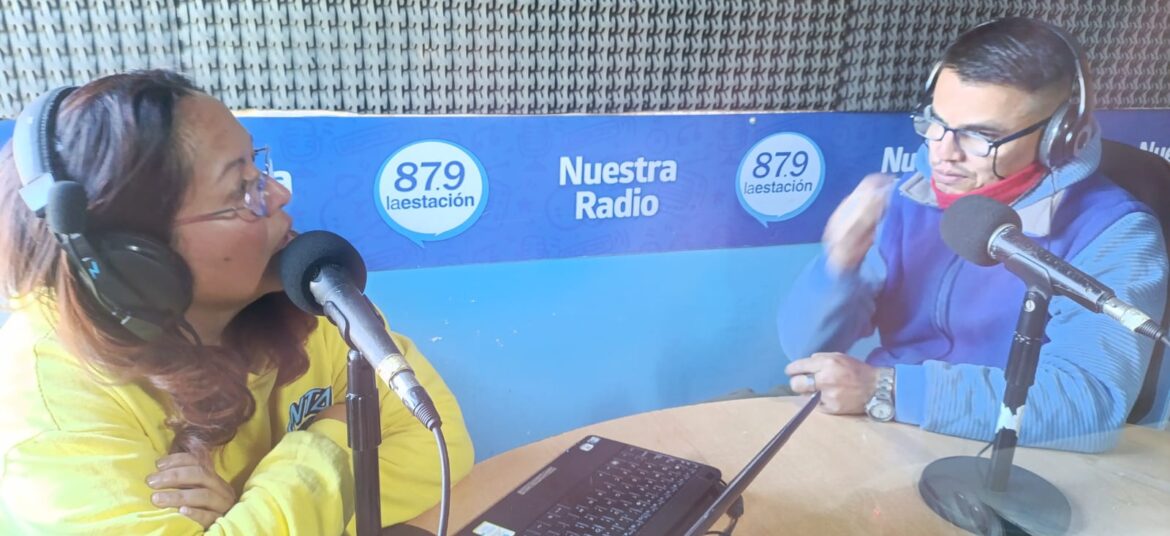 87.9
laestación
Nuestra
Radio
87.9
laestación
Nu